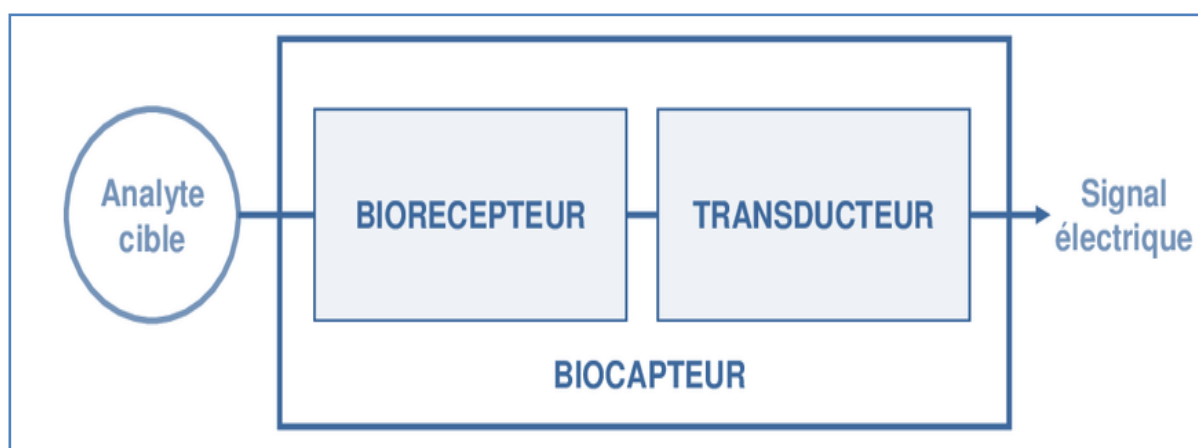 Analyte
cible
BIORECEPTEUR
TRANSDUCTEUR
Signal
électrique
BIOCAPTEUR